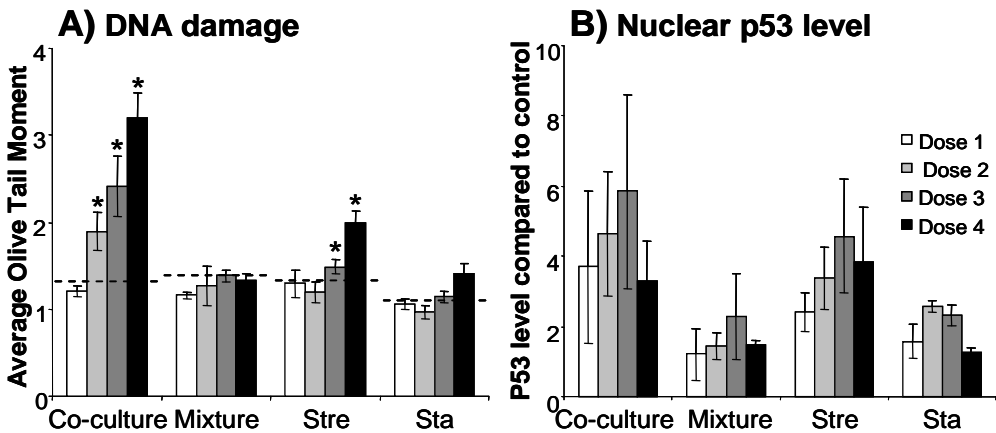 A) DNA damage
Average Olive Tail Moment
4
3
2
1
0
*
*
*
*
*
Co-culture Mixture Stre Sta
B) Nuclear p53 level
P53 level compared to control
10
8
6
4
2
0
Dose 1
Dose 2
Dose 3
Dose 4
Co-culture Mixture Stre Sta